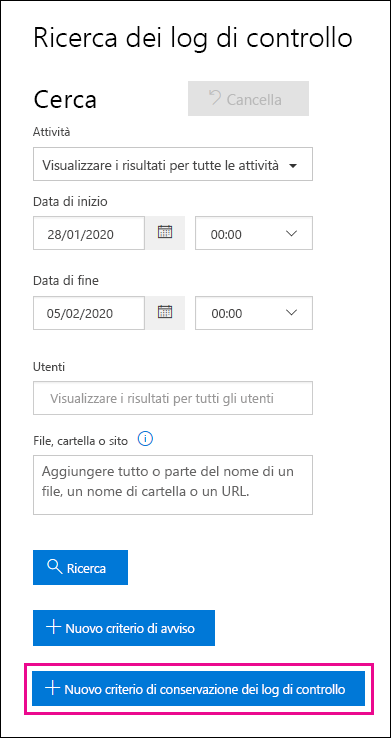 Ricerca dei log di controllo
Cerca
Cancella
Attività
Visualizzare i risultati per tutte le attività
Data di inizio
28/01/2020
00:00
Data di fine
05/02/2020
00:00
Utenti
Visualizzare i risultati per tutti gli utenti
File, cartella o sito
Aggiungere tutto o parte del nome di un
file, un nome di cartella o un URL.
Ricerca
Nuovo criterio di avviso
Nuovo criterio di conservazione dei log di controllo